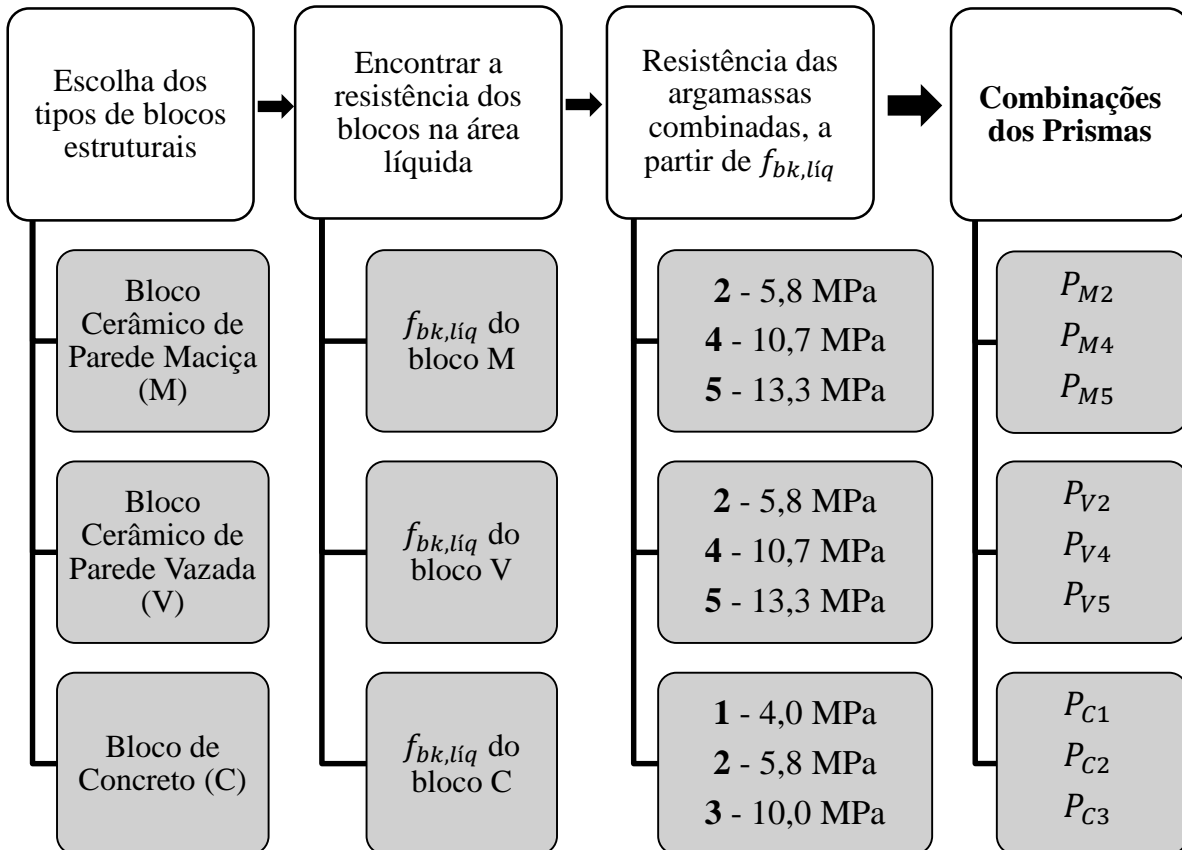 Escolha dos
tipos de blocos
estruturais
Encontrar a
resistência dos
blocos na área
líquida
Resistência das
argamassas
combinadas, a
partir de f_{bk,líq}
Combinações
dos Prismas
Bloco
Cerâmico de
Parede Maciça
(M)
f_{bk,líq} do
bloco M
2 - 5,8 MPa
4 - 10,7 MPa
5 - 13,3 MPa
P_{M2}
P_{M4}
P_{M5}
Bloco
Cerâmico de
Parede Vazada
(V)
f_{bk,líq} do
bloco V
2 - 5,8 MPa
4 - 10,7 MPa
5 - 13,3 MPa
P_{V2}
P_{V4}
P_{V5}
Bloco de
Concreto (C)
f_{bk,líq} do
bloco C
1 - 4,0 MPa
2 - 5,8 MPa
3 - 10,0 MPa
P_{C1}
P_{C2}
P_{C3}